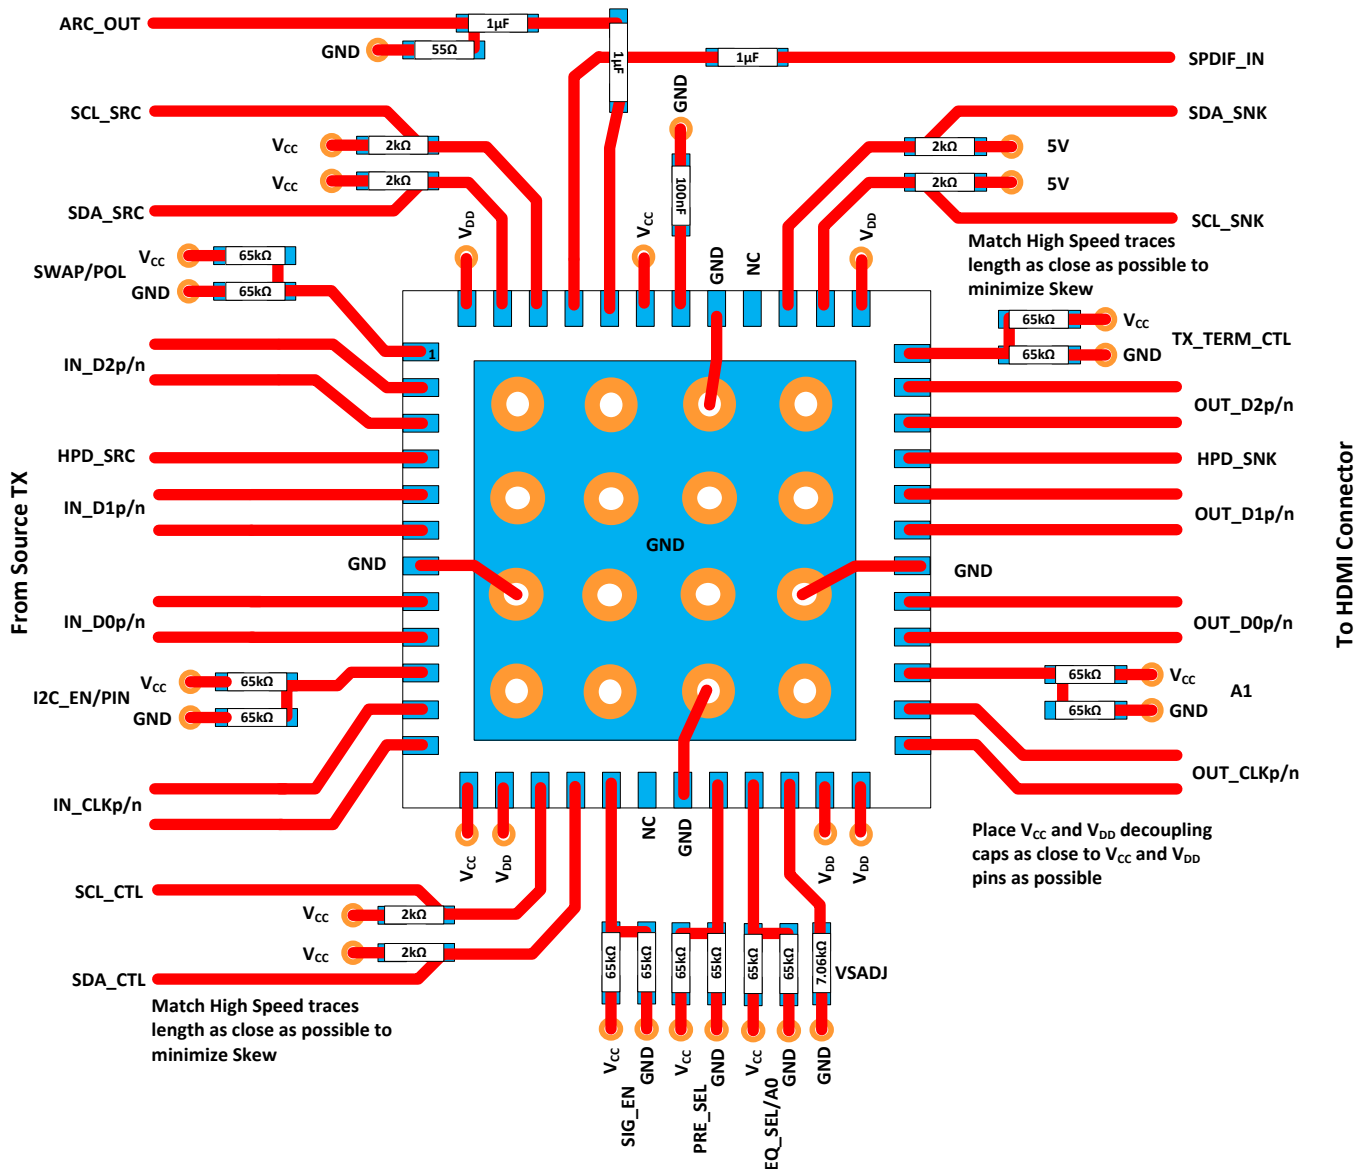 ARC_OUT
1µF
GND
55Ω
1µF
1µF
SPDIF_IN
GND
SCL_SRC
SDA_SNK
VCC
2kΩ
2kΩ
5V
VCC
2kΩ
100nF
2kΩ
5V
SDA_SRC
SCL_SNK
VDD
VCC
GND
NC
VDD
Match High Speed traces
length as close as possible to
minimize Skew
VCC
65kΩ
SWAP/POL
GND
65kΩ
65kΩ
VCC
TX_TERM_CTL
65kΩ
GND
1
IN_D2p/n
OUT_D2p/n
HPD_SRC
HPD_SNK
IN_D1p/n
OUT_D1p/n
GND
GND
GND
From Source TX
To HDMI Connector
IN_D0p/n
OUT_D0p/n
VCC
65kΩ
I2C_EN/PIN
GND
65kΩ
65kΩ
VCC
A1
65kΩ
GND
IN_CLKp/n
OUT_CLKp/n
VCC
VDD
NC
GND
VDD
VDD
Place VCC and VDD decoupling
caps as close to VCC and VDD
pins as possible
SCL_CTL
VCC
2kΩ
VCC
2kΩ
SDA_CTL
65kΩ
65kΩ
65kΩ
65kΩ
65kΩ
65kΩ
7.06kΩ
VSADJ
Match High Speed traces
length as close as possible to
minimize Skew
VCC
GND
VCC
GND
VCC
GND
GND
SIG_EN
PRE_SEL
EQ_SEL/A0